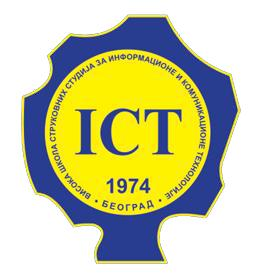 ВИСОКА ШКОЛА СТРУКОВНИХ СТУДИЈА ЗА ИНФОРМАЦИОНЕ И КОМУНИКАЦИОНЕ ТЕХНОЛОГИЈЕ
ICT
1974
• БЕОГРАД •